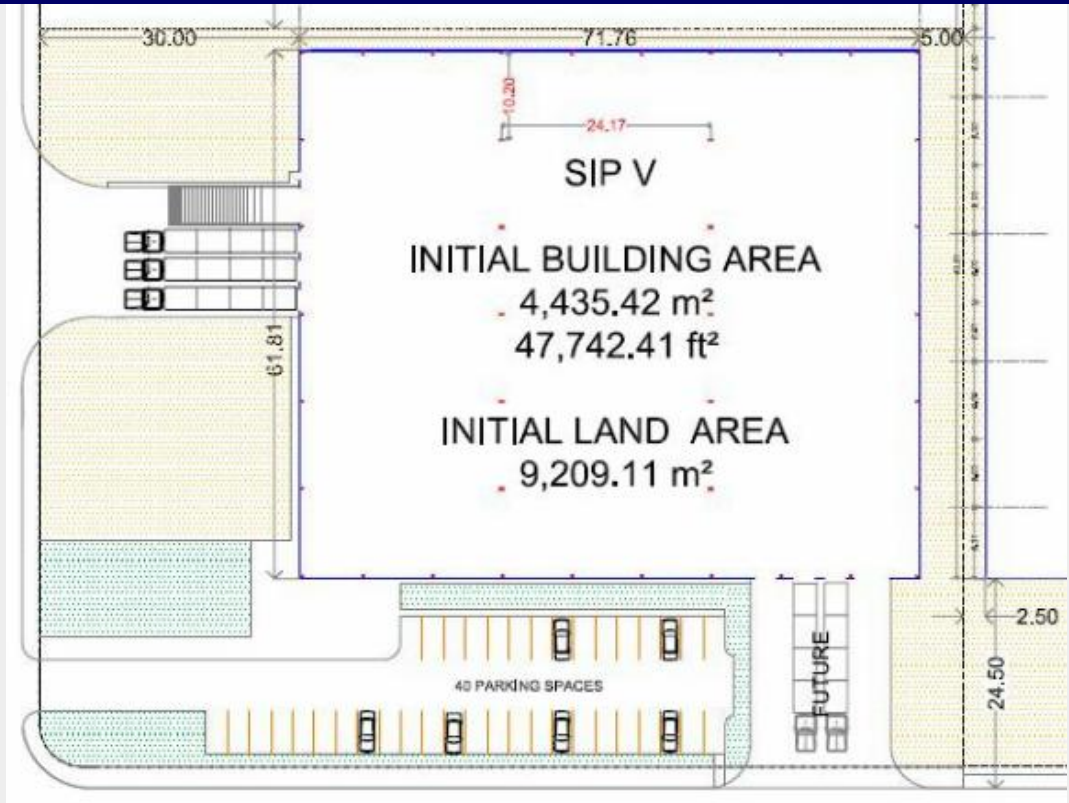 30.00
71.76
5.00
10.20
24.17
SIP V
INITIAL BUILDING AREA
4,435.42 m²
47,742.41 ft²
61.81
INITIAL LAND AREA
9,209.11 m²
2.50
FUTURE
24.50
40 PARKING SPACES